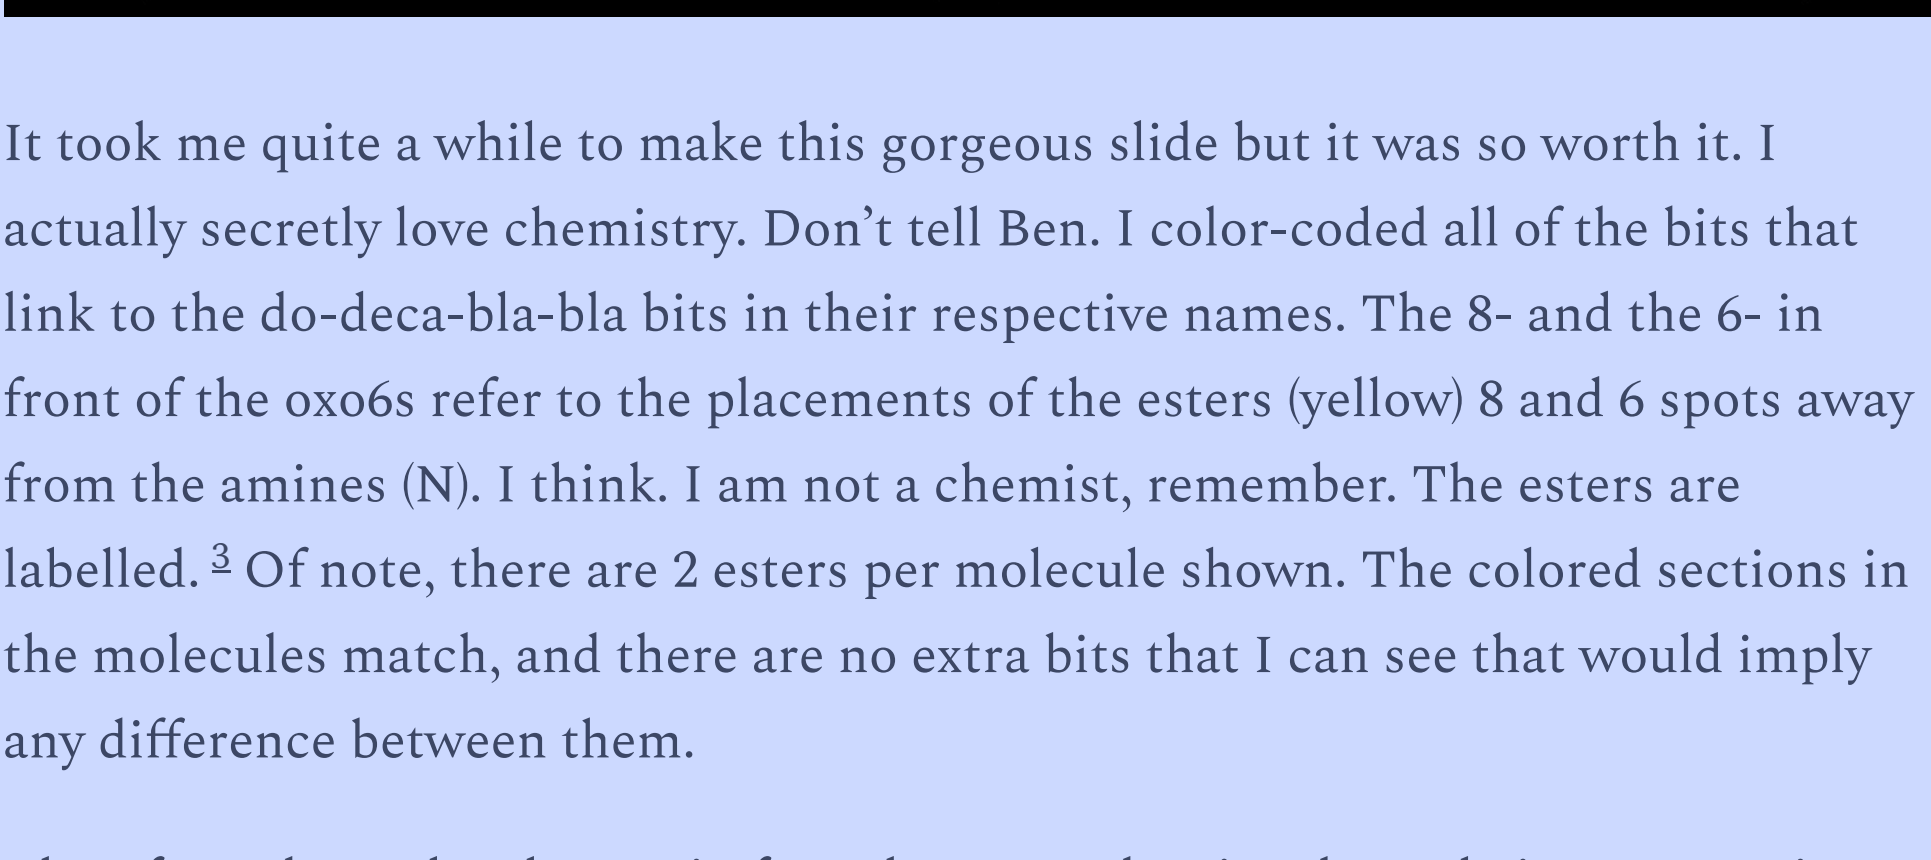 It took me quite a while to make this gorgeous slide but it was so worth it. I
actually secretly love chemistry. Don’t tell Ben. I color-coded all of the bits that
link to the do-deca-bla-bla bits in their respective names. The 8- and the 6- in
front of the oxo6s refer to the placements of the esters (yellow) 8 and 6 spots away
from the amines (N). I think. I am not a chemist, remember. The esters are
labelled. 3 Of note, there are 2 esters per molecule shown. The colored sections in
the molecules match, and there are no extra bits that I can see that would imply
any difference between them.